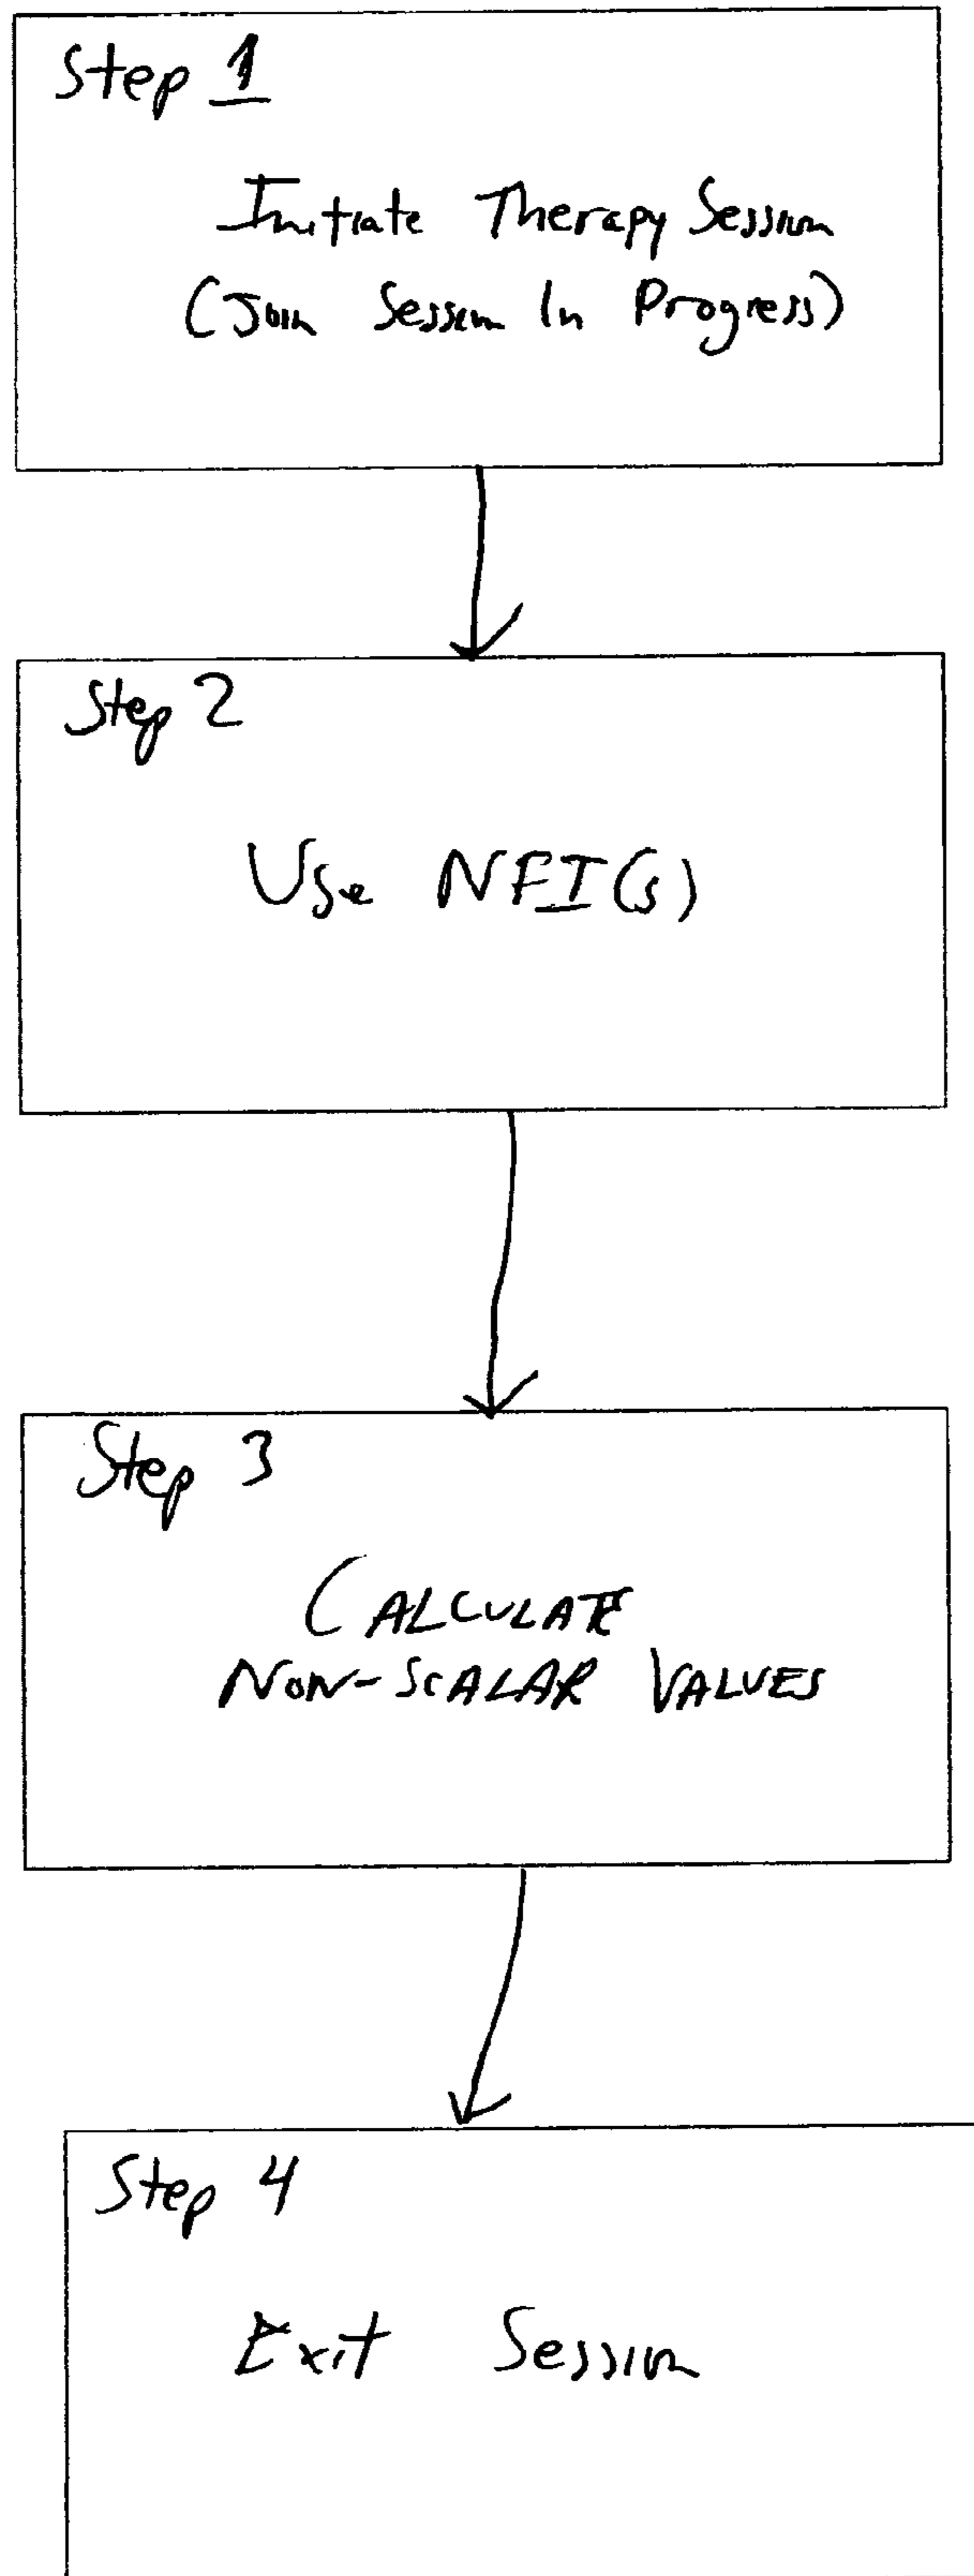 Step 1
Initiate Therapy Session
(Join Session In Progress)
Step 2
Use NFI(s)
Step 3
CALCULATE
NON-SCALAR VALUES
Step 4
Exit Session